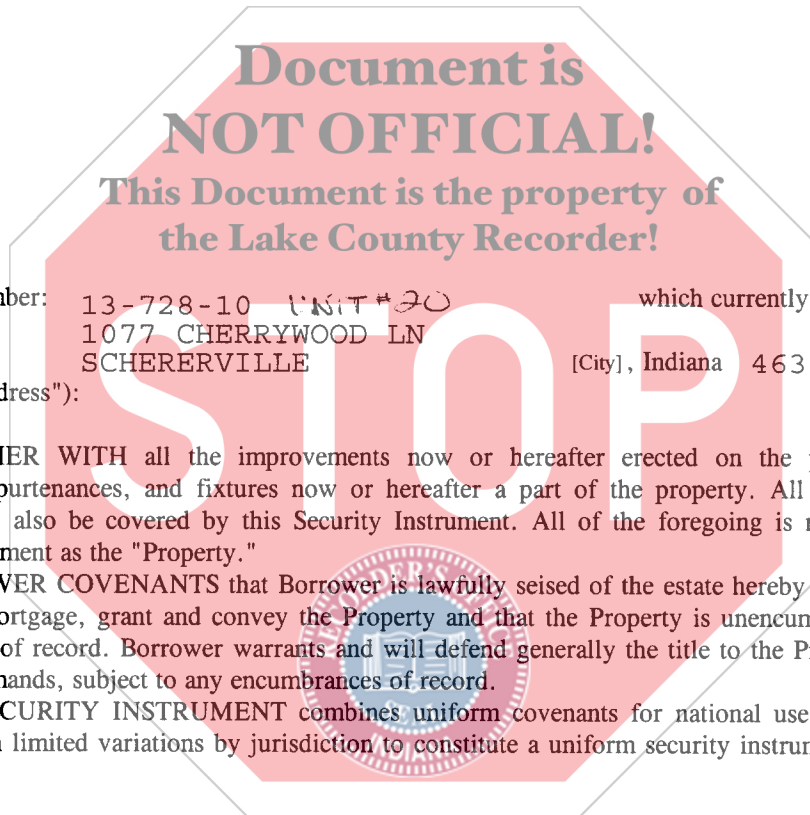 Document is
NOT OFFICIAL!
This Document is the property of
the Lake County Recorder!
nber: 13-728-10 UNIT #20 which currently
1077 CHERRYWOOD LN
SCHERERVILLE [City], Indiana 463
dress"):
STOP
IER WITH all the improvements now or hereafter erected on the
purtenances, and fixtures now or hereafter a part of the property. All
also be covered by this Security Instrument. All of the foregoing is
ment as the "Property."
WER COVENANTS that Borrower is lawfully seised of the estate hereby
ortgage, grant and convey the Property and that the Property is unencum
of record. Borrower warrants and will defend generally the title to the P
nands, subject to any encumbrances of record.
CURITY INSTRUMENT combines uniform covenants for national use
limited variations by jurisdiction to constitute a uniform security instrum
SEAL
INDIANA